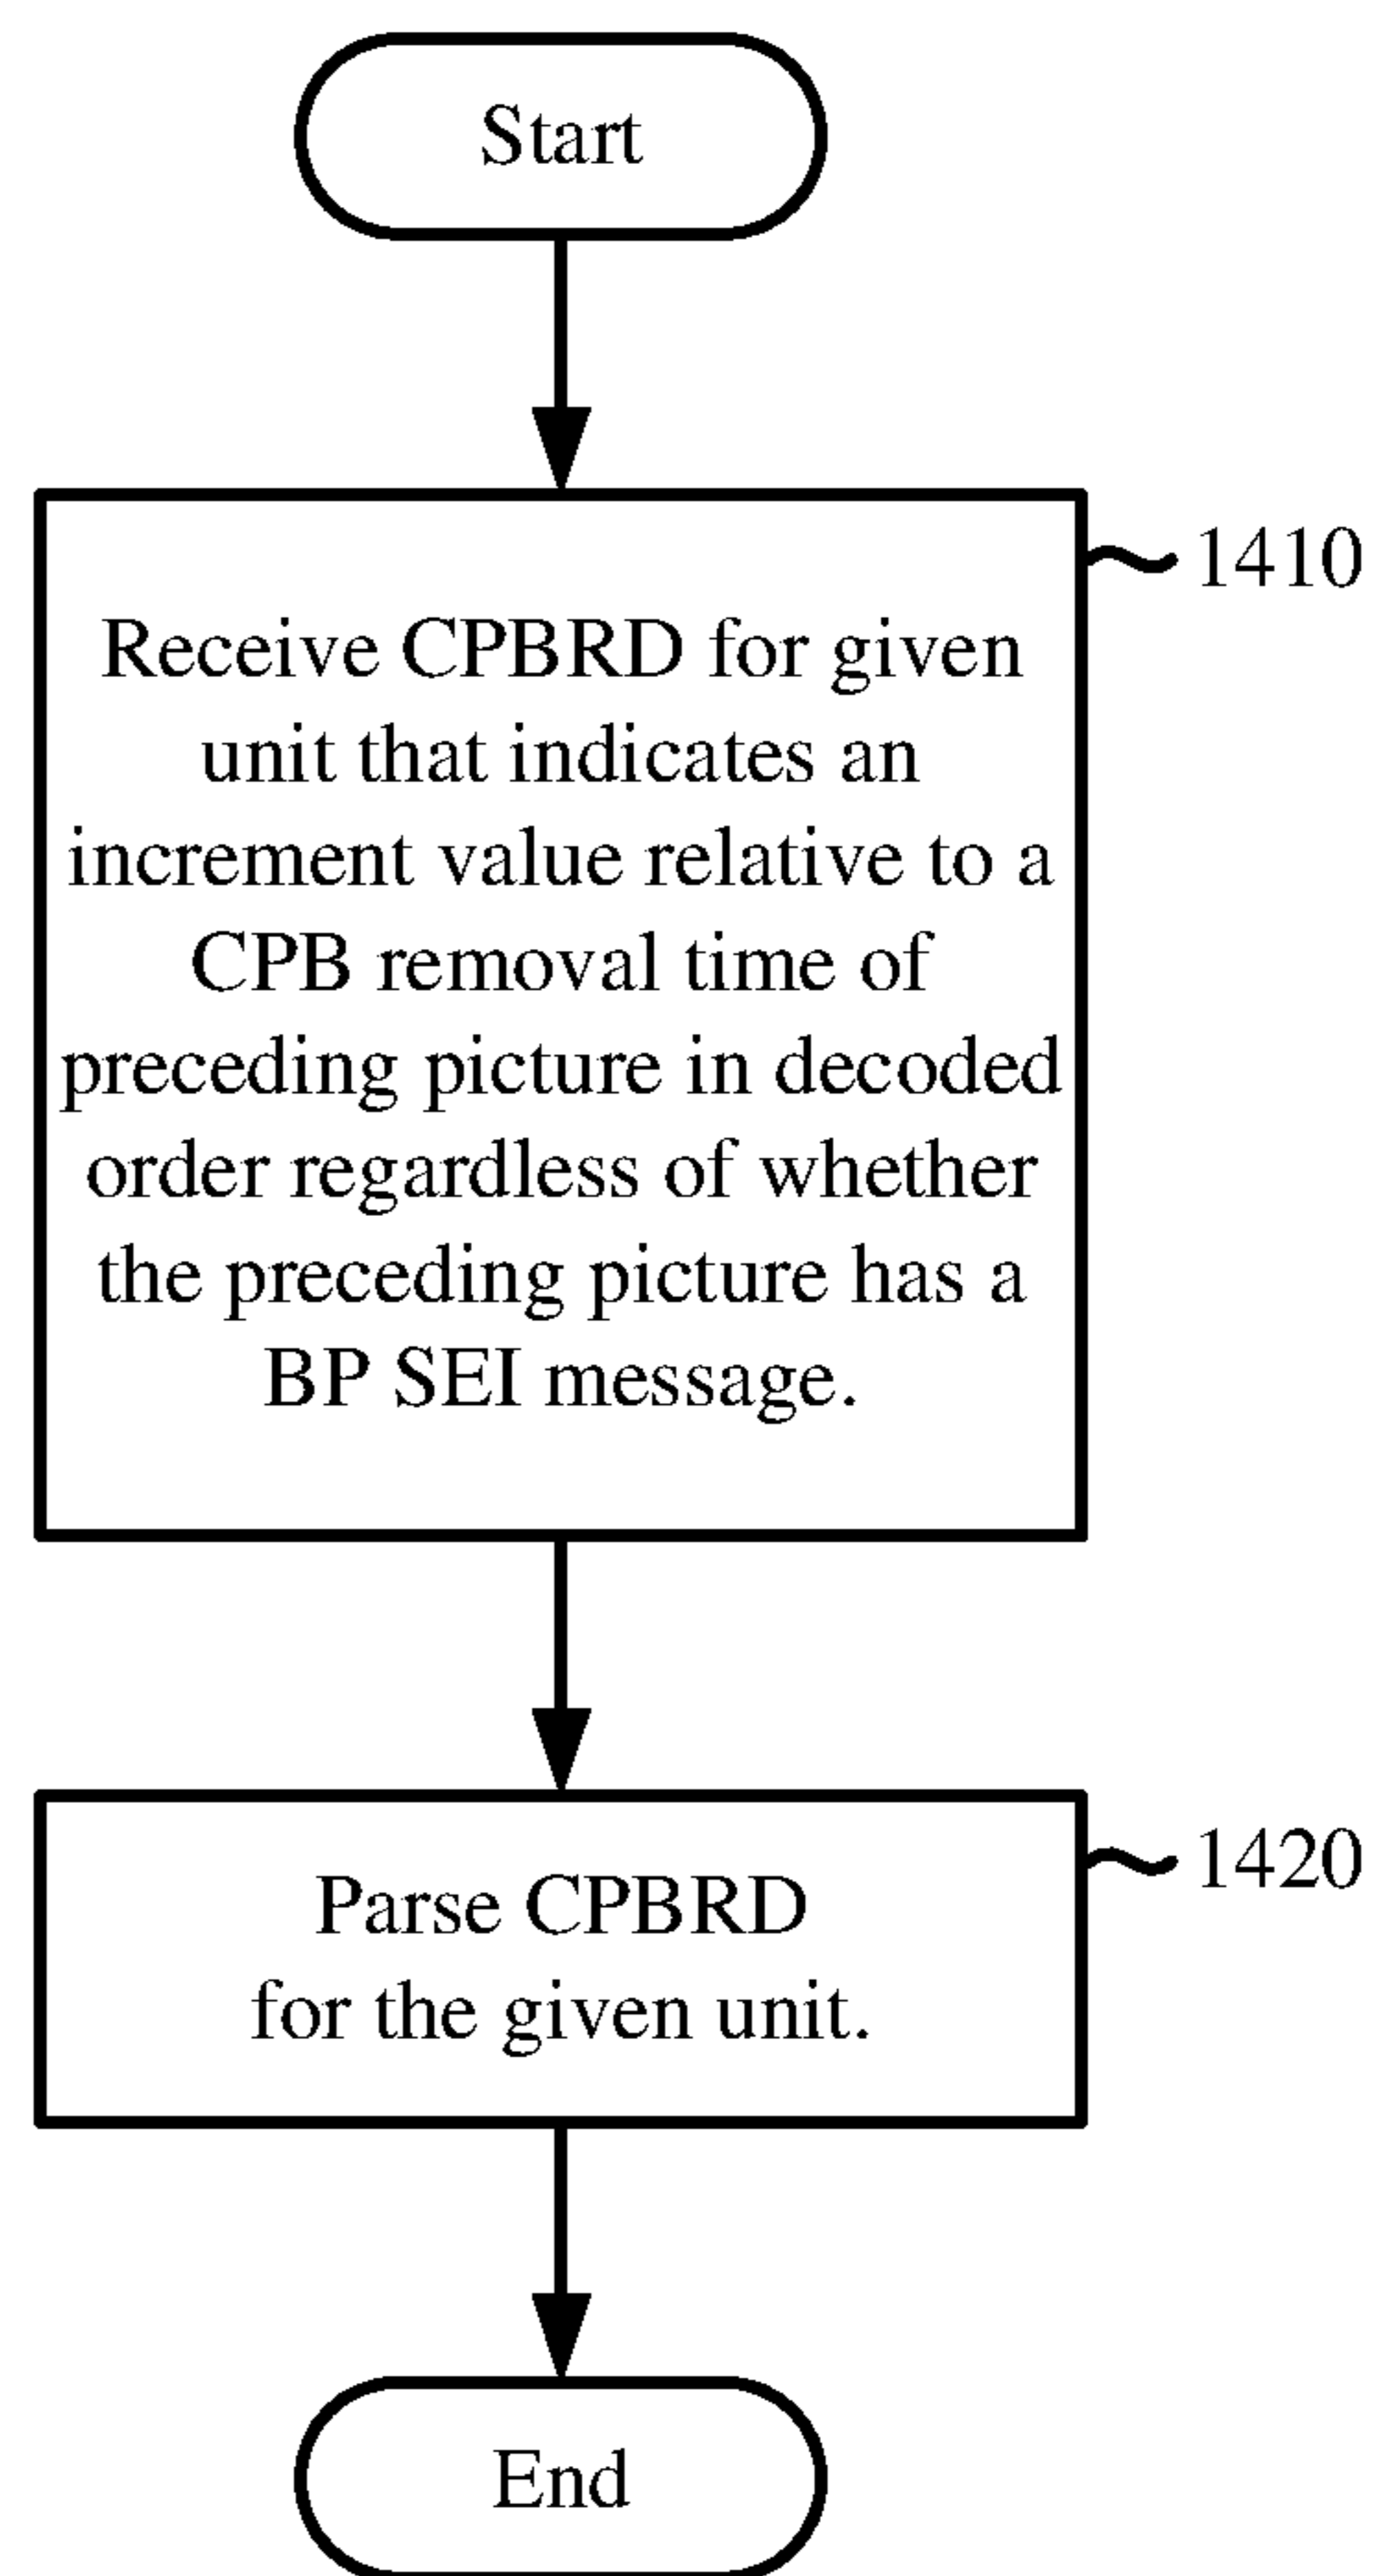 Start
1410
Receive CPBRD for given
unit that indicates an
increment value relative to a
CPB removal time of
preceding picture in decoded
order regardless of whether
the preceding picture has a
BP SEI message.
1420
Parse CPBRD
for the given unit.
End